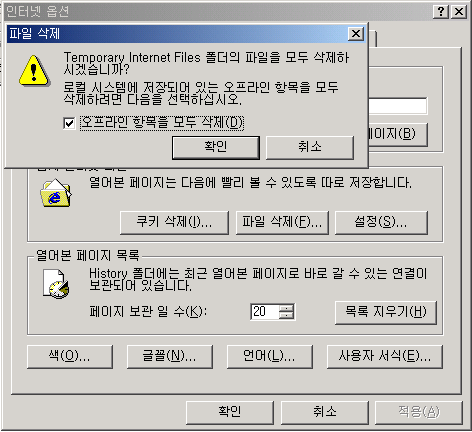 인터넷 옵션
파일 삭제
Temporary Internet Files 폴더의 파일을 모두 삭제하
시겠습니까?
로컬 시스템에 저장되어 있는 오프라인 항목을 모두
삭제하려면 다음을 선택하십시오.
오프라인 항목을 모두 삭제(D)
확인
취소
페이지(B)
열어본 페이지는 다음에 빨리 볼 수 있도록 따로 저장합니다.
쿠키 삭제(I)...
파일 삭제(F)...
설정(S)...
열어본 페이지 목록
History 폴더에는 최근 열어본 페이지로 바로 갈 수 있는 연결이
보관되어 있습니다.
페이지 보관 일 수(K):
20
목록 지우기(H)
색(O)...
글꼴(N)...
언어(L)...
사용자 서식(E)...
확인
취소
적용(A)